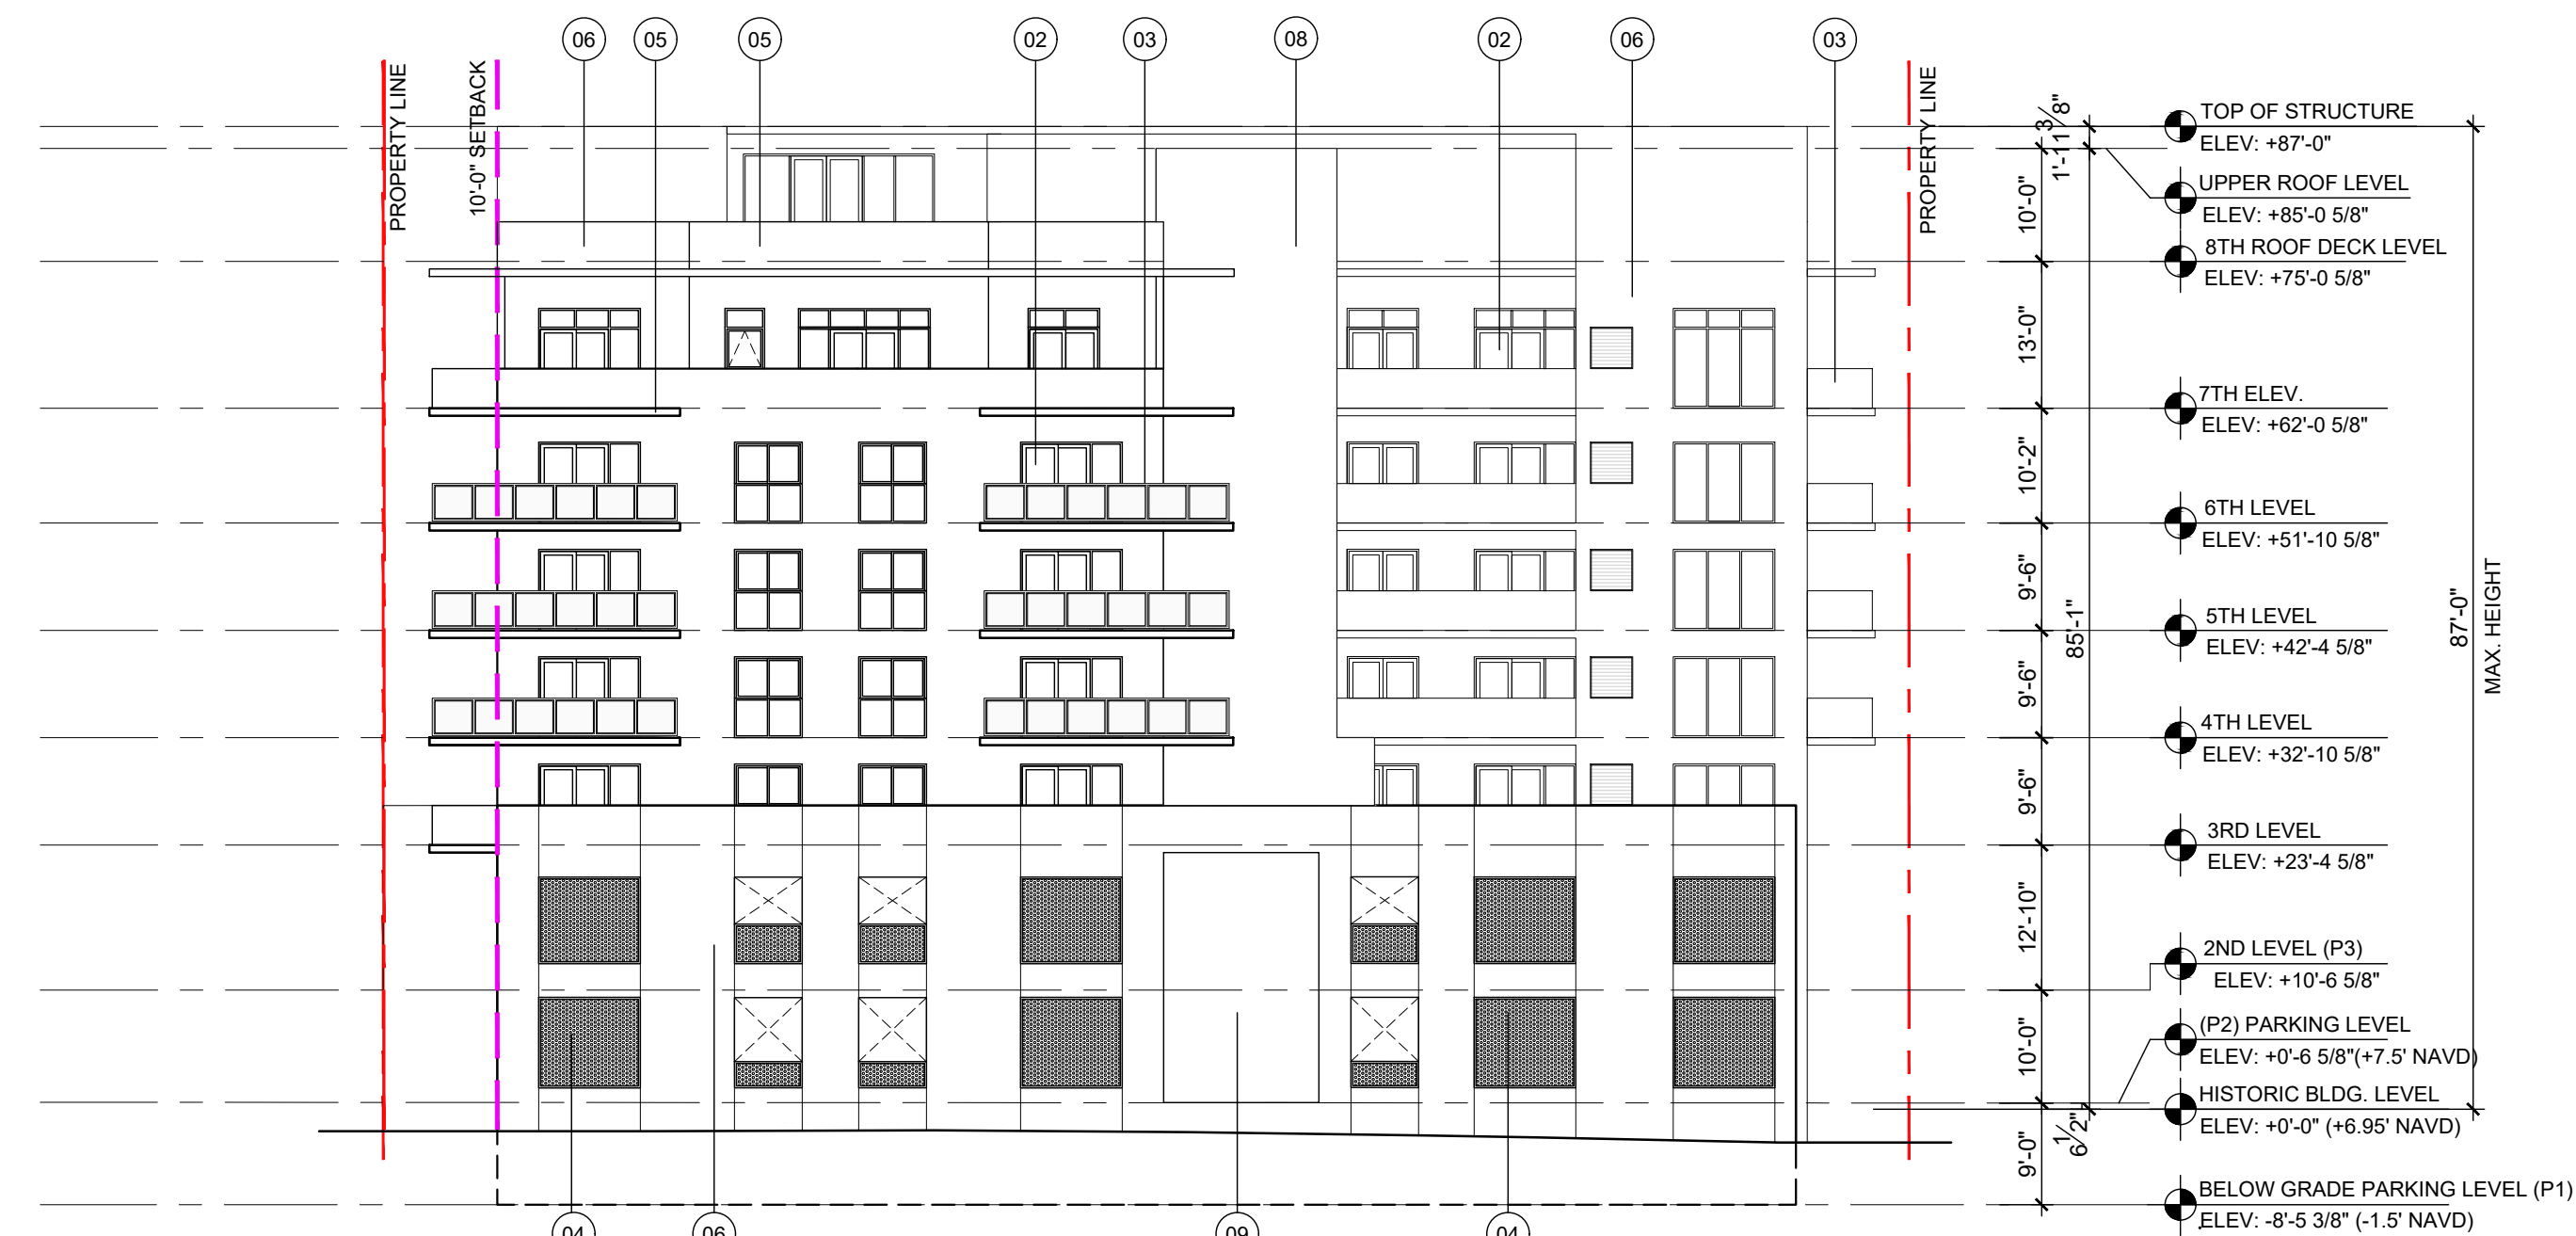 06
05
05
02
03
08
02
06
03
PROPERTY LINE
10'-0" SETBACK
PROPERTY LINE
1'-11 3/8"
10'-0"
13'-0"
10'-2"
9'-6"
9'-6"
9'-6"
12'-10"
10'-0"
9'-0"
6 1/2"
85'-1"
87'-0"
MAX. HEIGHT
TOP OF STRUCTURE
ELEV: +87'-0"
UPPER ROOF LEVEL
ELEV: +85'-0 5/8"
8TH ROOF DECK LEVEL
ELEV: +75'-0 5/8"
7TH ELEV.
ELEV: +62'-0 5/8"
6TH LEVEL
ELEV: +51'-10 5/8"
5TH LEVEL
ELEV: +42'-4 5/8"
4TH LEVEL
ELEV: +32'-10 5/8"
3RD LEVEL
ELEV: +23'-4 5/8"
2ND LEVEL (P3)
ELEV: +10'-6 5/8"
(P2) PARKING LEVEL
ELEV: +0'-6 5/8"(+7.5' NAVD)
HISTORIC BLDG. LEVEL
ELEV: +0'-0" (+6.95' NAVD)
BELOW GRADE PARKING LEVEL (P1)
ELEV: -8'-5 3/8" (-1.5' NAVD)
04
06
09
04